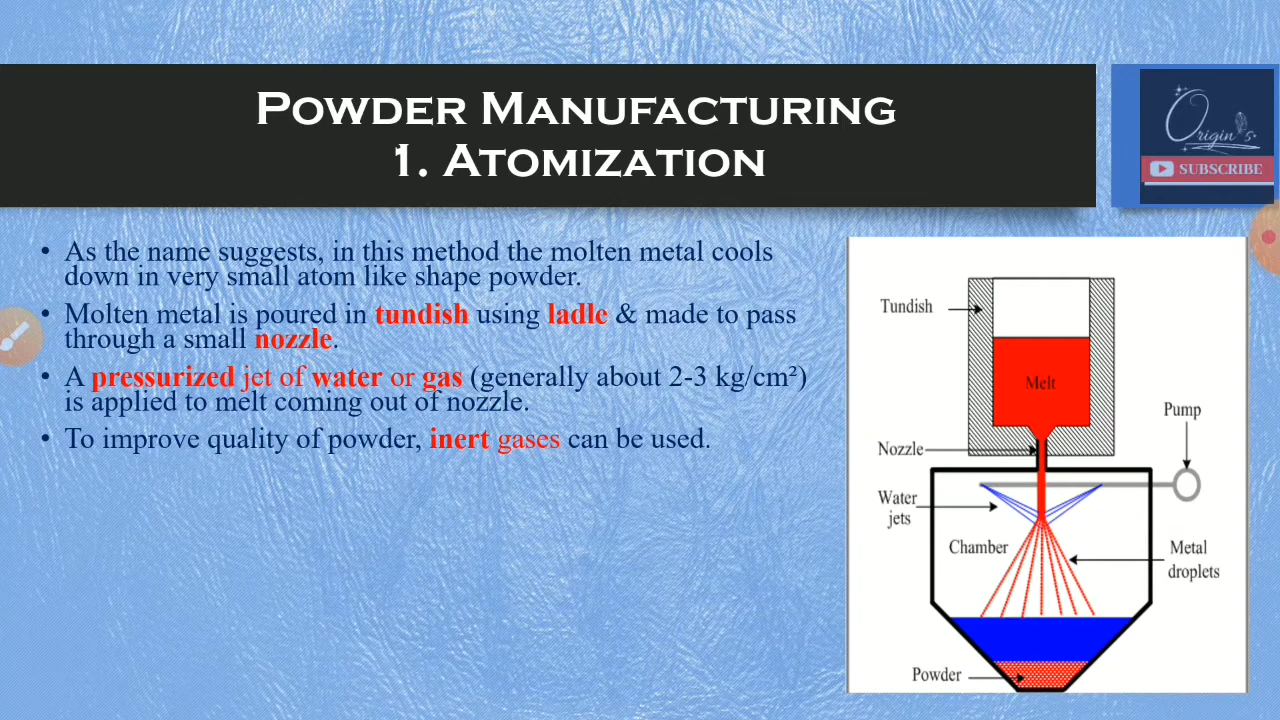 Powder Manufacturing
1. Atomization
Origin's
SUBSCRIBE
• As the name suggests, in this method the molten metal cools
down in very small atom like shape powder.
• Molten metal is poured in tundish using ladle & made to pass
through a small nozzle.
• A pressurized jet of water or gas (generally about 2-3 kg/cm²)
is applied to melt coming out of nozzle.
• To improve quality of powder, inert gases can be used.
Tundish
Melt
Pump
Nozzle
Water
jets
Chamber
Metal
droplets
Powder